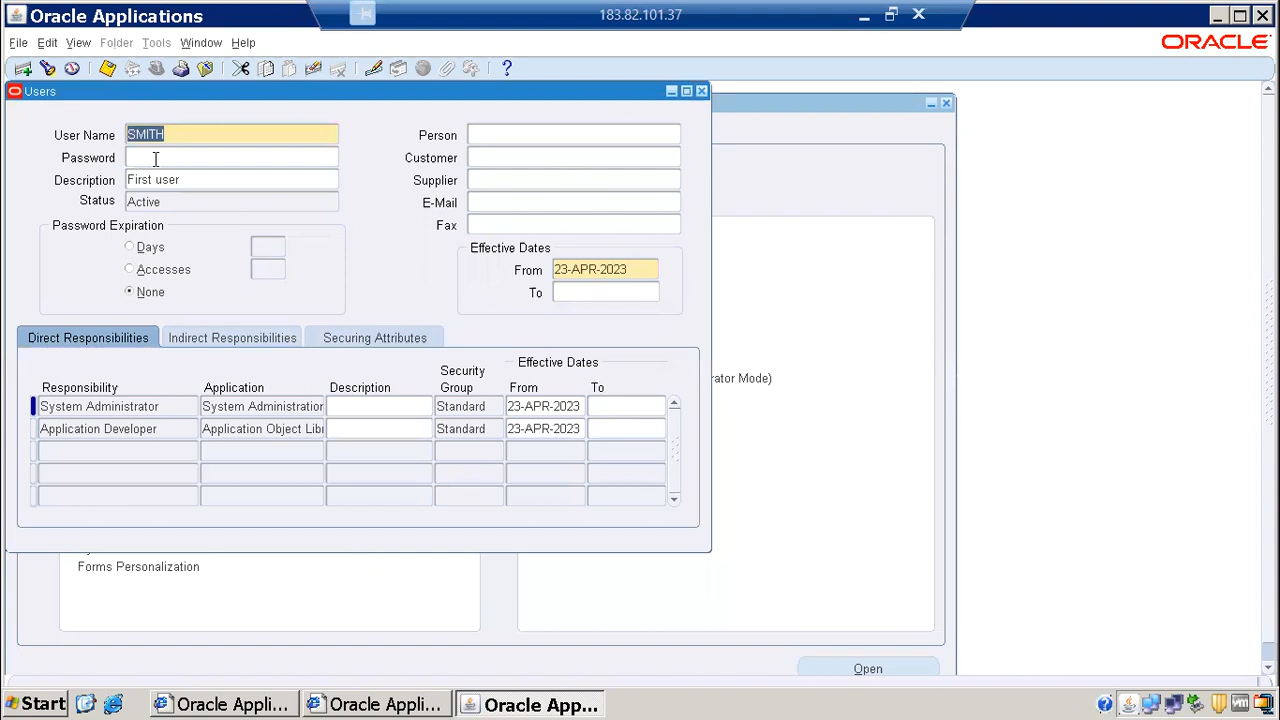 Oracle Applications
183.82.101.37
File Edit View Folder Tools Window Help
ORACLE
Users
User Name SMITH
Person
Password
Customer
Description First user
Supplier
Status Active
E-Mail
Password Expiration
Fax
Days
Effective Dates
Accesses
From 23-APR-2023
None
To
Direct Responsibilities Indirect Responsibilities Securing Attributes
Security Effective Dates
Responsibility Application Description Group From To
rator Mode)
System Administrator System Administration Standard 23-APR-2023
Application Developer Application Object Libr Standard 23-APR-2023
Forms Personalization
Open
Start Oracle Appli... Oracle Appli... Oracle App...